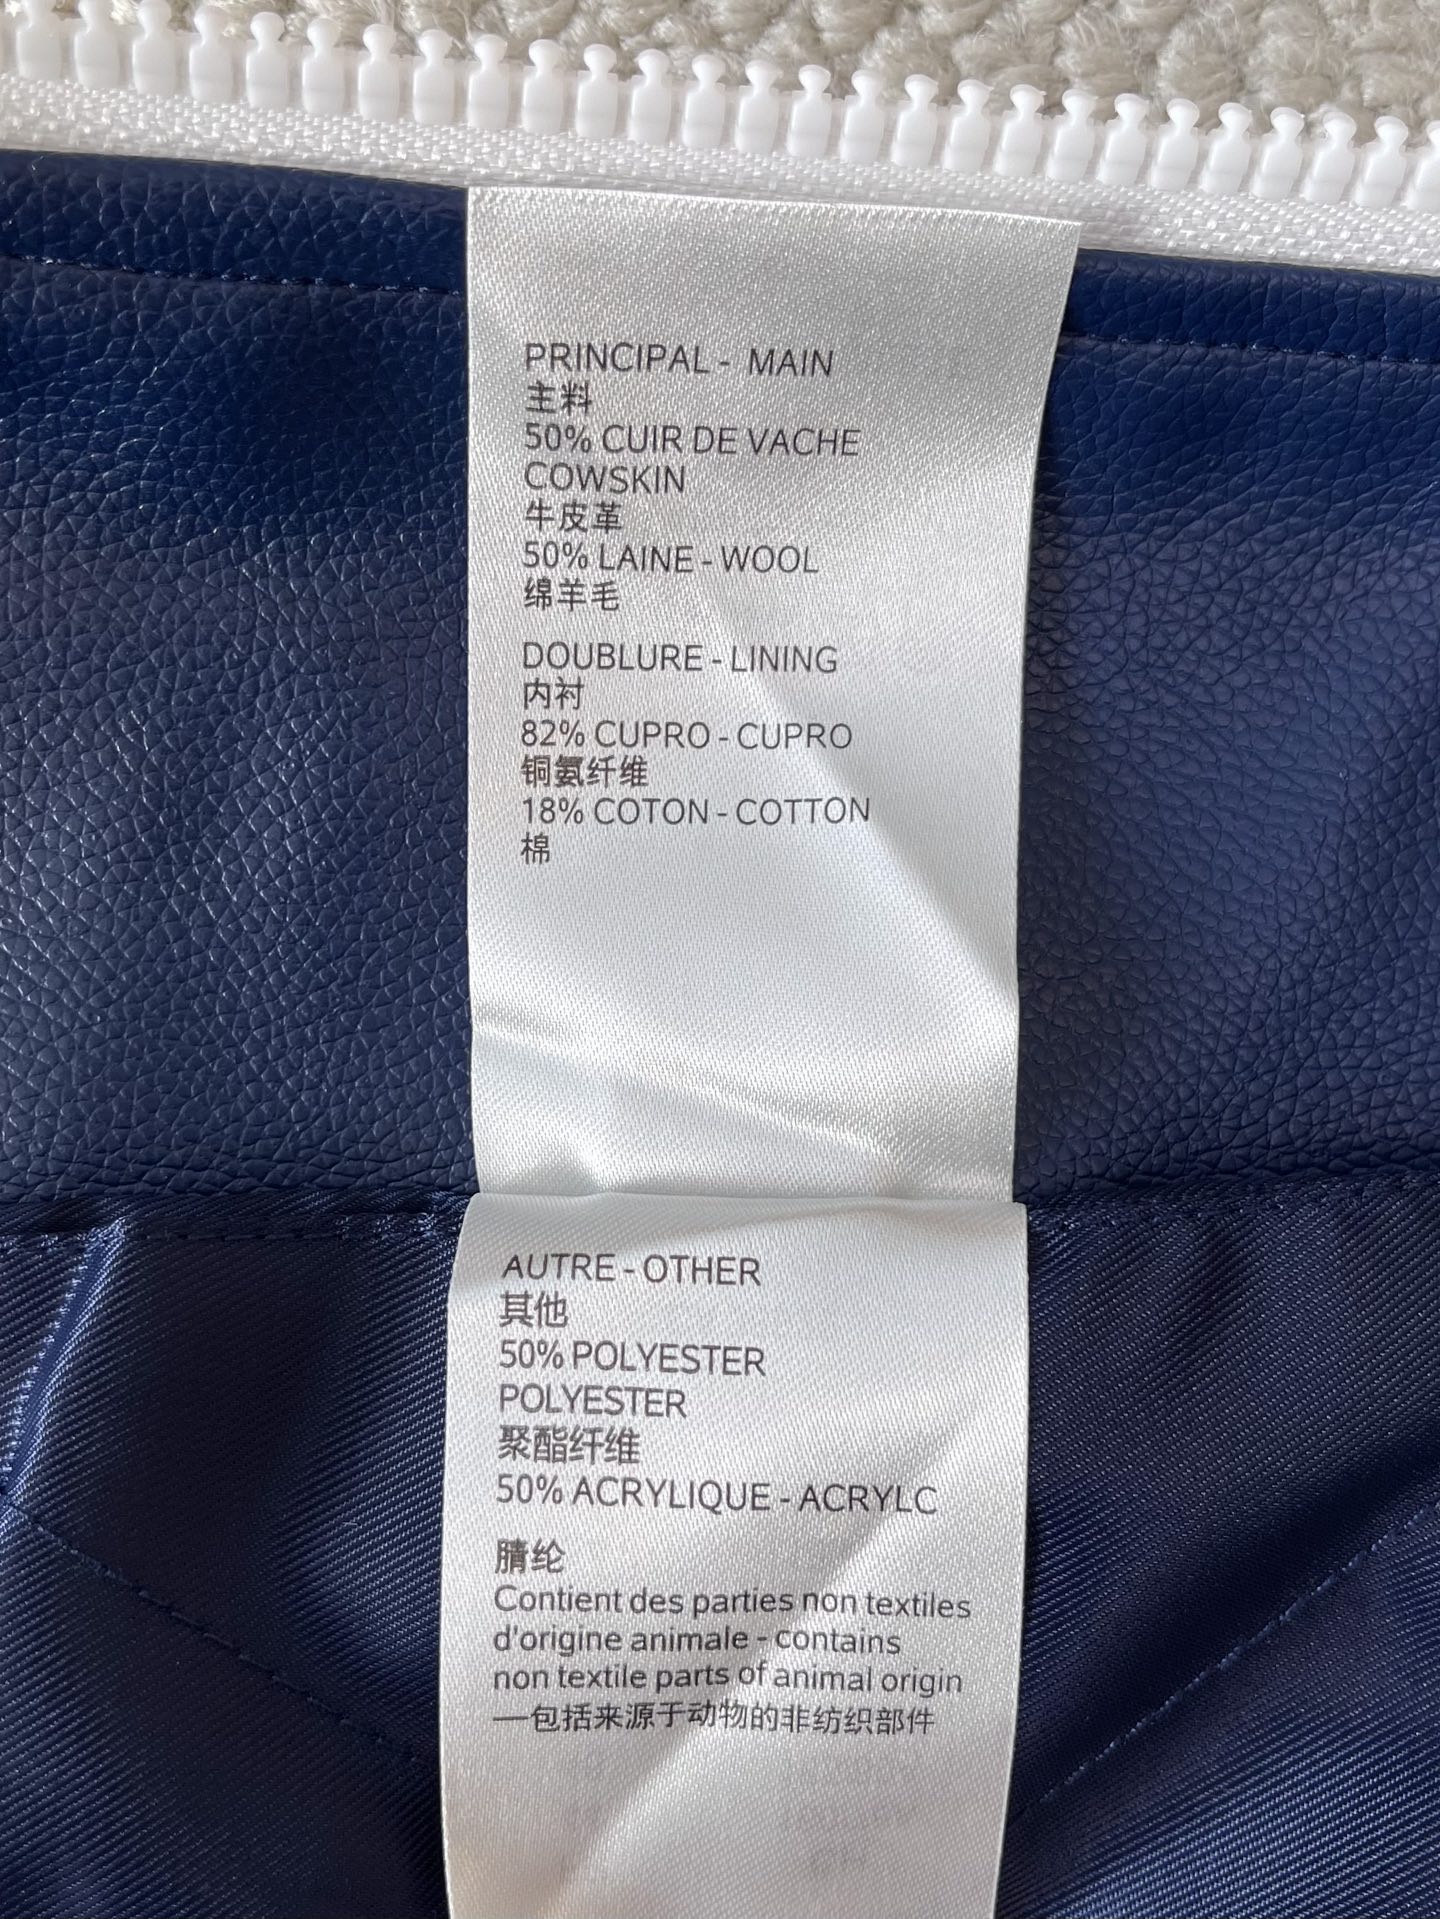 PRINCIPAL - MAIN
主料
50% CUIR DE VACHE
COWSKIN
牛皮革
50% LAINE - WOOL
绵羊毛
DOUBLURE - LINING
内衬
82% CUPRO - CUPRO
铜氨纤维
18% COTON - COTTON
棉
AUTRE - OTHER
其他
50% POLYESTER
POLYESTER
聚酯纤维
50% ACRYLIQUE - ACRYLC
腈纶
Contient des parties non textiles
d'origine animale - contains
non textile parts of animal origin
一包括来源于动物的非纺织部件